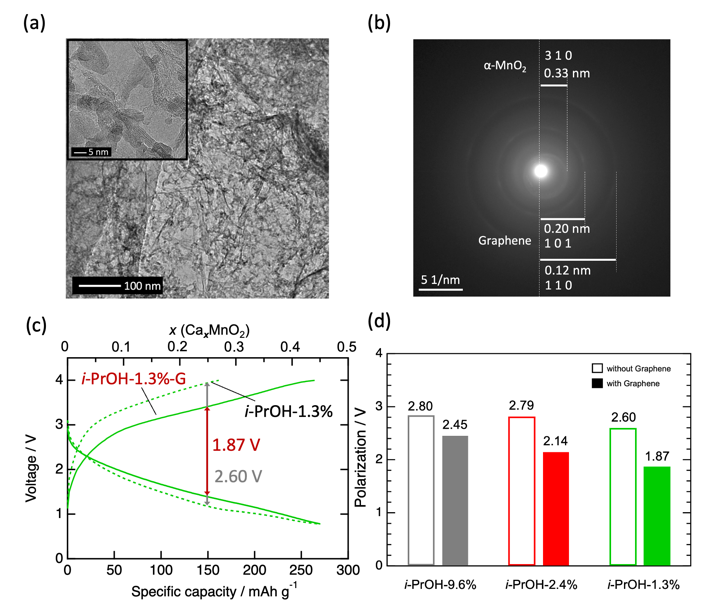 (a)
5 nm
100 nm
(b)
3 1 0
α-MnO2
0.33 nm
0.20 nm
Graphene
1 0 1
0.12 nm
1 1 0
5 1/nm
(c)
x (CaxMnO2)
0 0.1 0.2 0.3 0.4 0.5
4
3
2
1
0
Voltage / V
i-PrOH-1.3%-G
i-PrOH-1.3%
1.87 V
2.60 V
0 50 100 150 200 250 300
Specific capacity / mAh g-1
(d)
4
3
2
1
0
Polarization / V
without Graphene
with Graphene
2.80
2.45
2.79
2.14
2.60
1.87
i-PrOH-9.6% i-PrOH-2.4% i-PrOH-1.3%